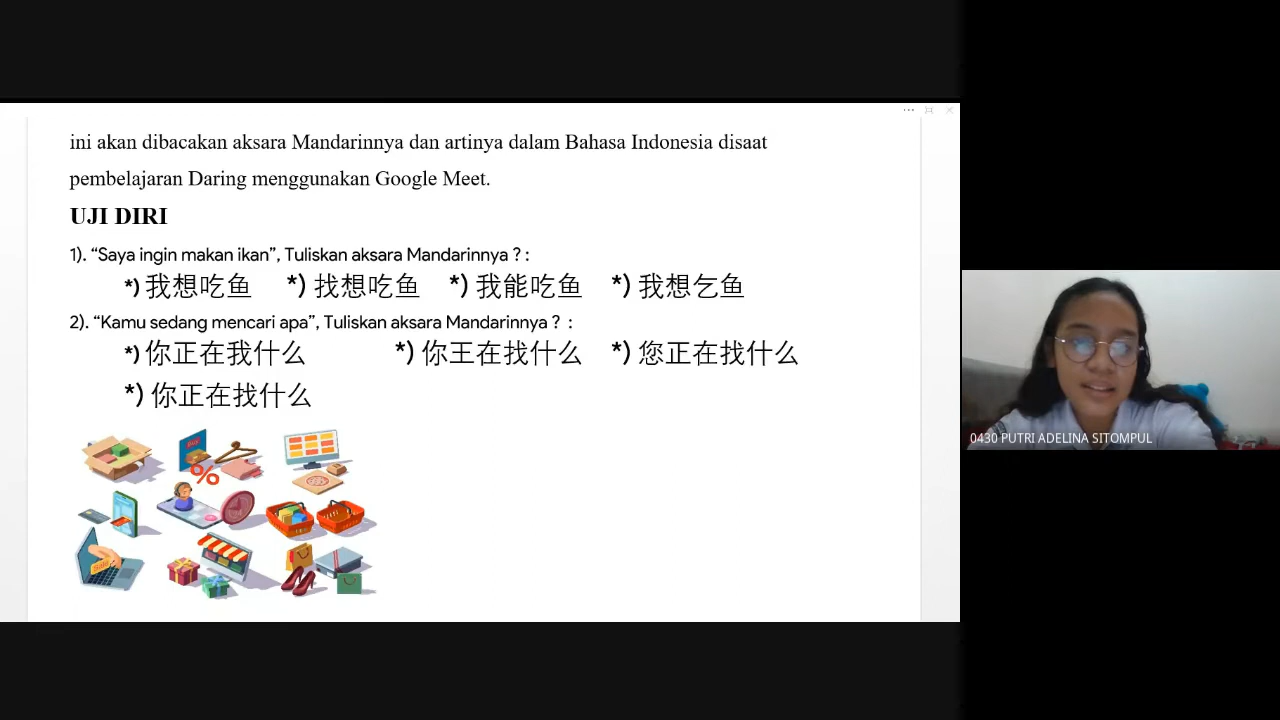 ini akan dibacakan aksara Mandarinnya dan artinya dalam Bahasa Indonesia disaat
pembelajaran Daring menggunakan Google Meet.
UJI DIRI
1). “Saya ingin makan ikan”, Tuliskan aksara Mandarinnya ? :
*) 我想吃鱼 *) 找想吃鱼 *) 我能吃鱼 *) 我想乞鱼
2). “Kamu sedang mencari apa”, Tuliskan aksara Mandarinnya ? :
*) 你正在我什么 *) 你王在找什么 *) 您正在找什么
*) 你正在找什么
%
0430 PUTRI ADELINA SITOMPUL